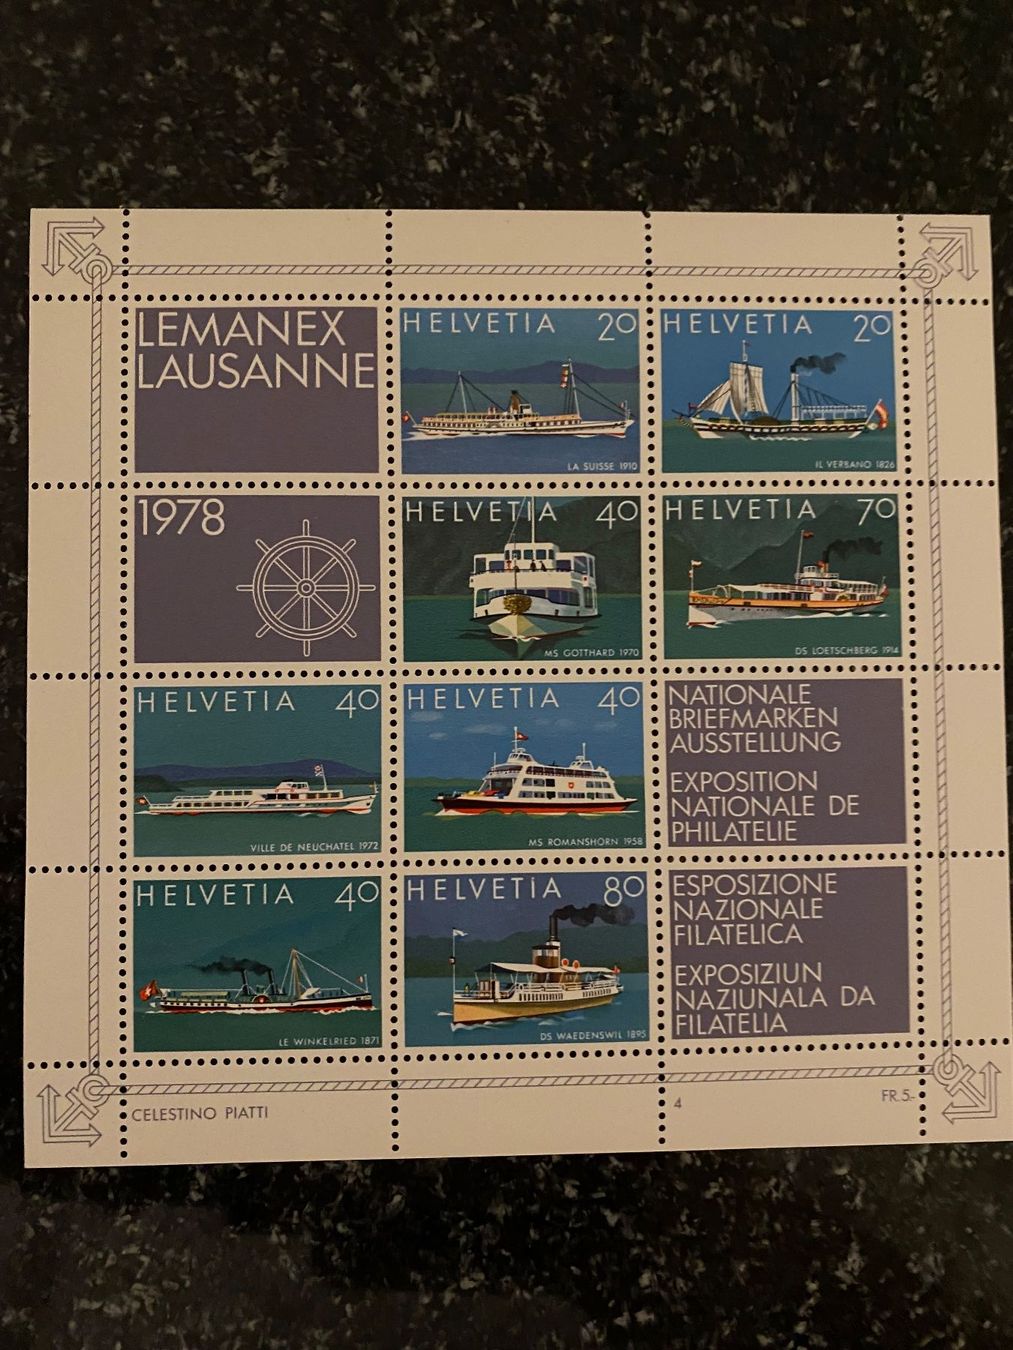 LEMANEX
LAUSANNE
HELVETIA 20
LA SUISSE 1910
HELVETIA 20
IL VERBANO 1826
1978
HELVETIA 40
MS GOTTHARD 1970
HELVETIA 70
DS LOETSCHBERG 1914
HELVETIA 40
VILLE DE NEUCHATEL 1972
HELVETIA 40
MS ROMANSHORN 1958
NATIONALE
BRIEFMARKEN
AUSSTELLUNG
EXPOSITION
NATIONALE DE
PHILATELIE
HELVETIA 40
LE WINKELRIED 1871
HELVETIA 80
DS WAEDENSWIL 1895
ESPOSIZIONE
NAZIONALE
FILATELICA
EXPOSIZIUN
NAZIUNALA DA
FILATELIA
CELESTINO PIATTI
4
FR.5.-